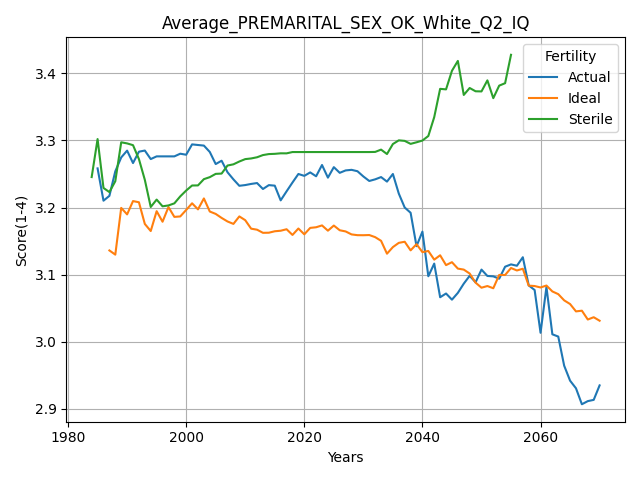 Average_PREMARITAL_SEX_OK_White_Q2_IQ
Fertility
Actual
Ideal
Sterile
Score(1-4)
3.4
3.3
3.2
3.1
3.0
2.9
1980
2000
2020
2040
2060
Years